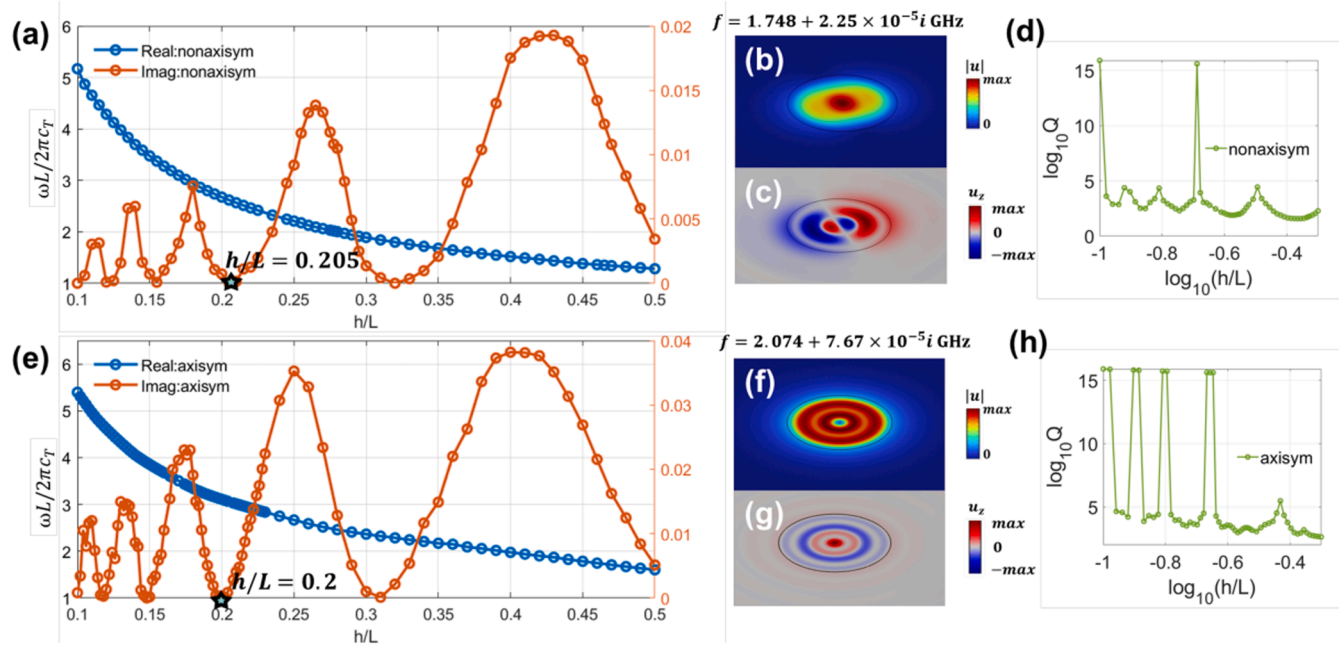 (a)
6
5
4
3
2
1
ωL/2πc_T
Real:nonaxisym
Imag:nonaxisym
h/L = 0.205
0.02
0.015
0.01
0.005
0
0.1 0.15 0.2 0.25 0.3 0.35 0.4 0.45 0.5
h/L
f = 1.748 + 2.25 × 10⁻⁵i GHz
(b)
|u|
max
0
(c)
u_z
max
0
−max
(d)
15
10
5
0
log₁₀Q
nonaxisym
-1 -0.8 -0.6 -0.4
log₁₀(h/L)
(e)
6
5
4
3
2
1
ωL/2πc_T
Real:axisym
Imag:axisym
h/L = 0.2
0.04
0.03
0.02
0.01
0
0.1 0.15 0.2 0.25 0.3 0.35 0.4 0.45 0.5
h/L
f = 2.074 + 7.67 × 10⁻⁵i GHz
(f)
|u|
max
0
(g)
u_z
max
0
−max
(h)
15
10
5
log₁₀Q
axisym
-1 -0.8 -0.6 -0.4
log₁₀(h/L)